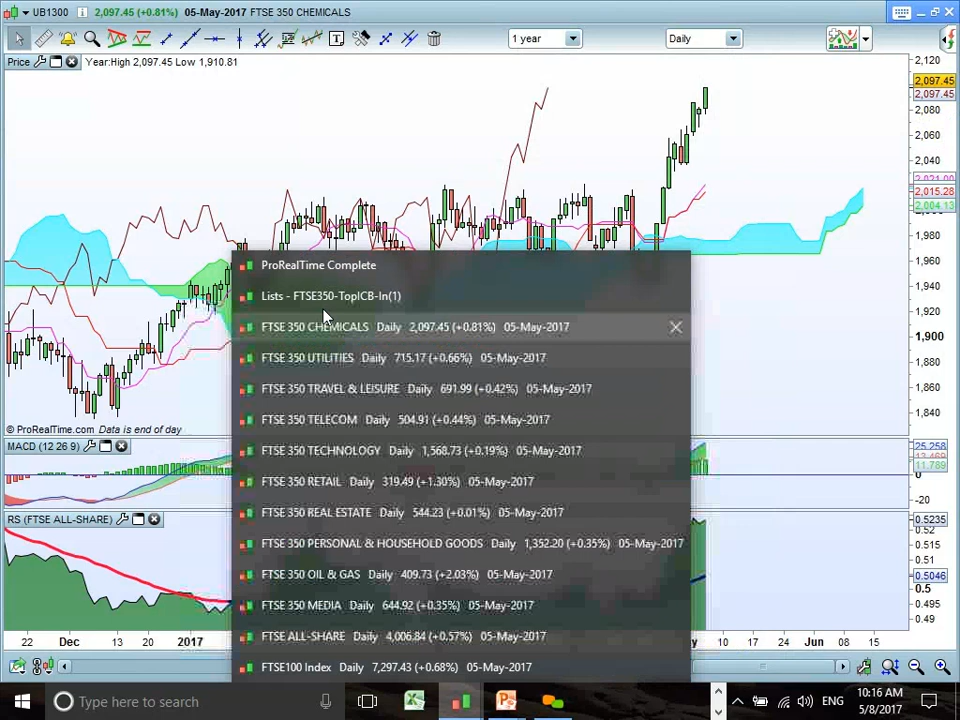 UB1300 2,097.45 (+0.81%) 05-May-2017 FTSE 350 CHEMICALS
1 year Daily
Price Year:High 2,097.45 Low 1,910.81
2,120
2,097.45
2,097.45
2,080
2,060
2,040
2,021.00
2,015.28
2,004.13
1,980
1,960
1,940
1,920
1,900
1,880
1,860
1,840
ProRealTime Complete
Lists - FTSE350-TopICB-In(1)
FTSE 350 CHEMICALS Daily 2,097.45 (+0.81%) 05-May-2017
FTSE 350 UTILITIES Daily 715.17 (+0.66%) 05-May-2017
FTSE 350 TRAVEL & LEISURE Daily 691.99 (+0.42%) 05-May-2017
FTSE 350 TELECOM Daily 504.91 (+0.44%) 05-May-2017
FTSE 350 TECHNOLOGY Daily 1,568.73 (+0.19%) 05-May-2017
FTSE 350 RETAIL Daily 319.49 (+1.30%) 05-May-2017
FTSE 350 REAL ESTATE Daily 544.23 (+0.01%) 05-May-2017
FTSE 350 PERSONAL & HOUSEHOLD GOODS Daily 1,352.20 (+0.35%) 05-May-2017
FTSE 350 OIL & GAS Daily 409.73 (+2.03%) 05-May-2017
FTSE 350 MEDIA Daily 644.92 (+0.35%) 05-May-2017
FTSE ALL-SHARE Daily 4,006.84 (+0.57%) 05-May-2017
FTSE100 Index Daily 7,297.43 (+0.68%) 05-May-2017
© ProRealTime.com Data is end of day
MACD (12 26 9)
25.258
11.789
0
-20
RS (FTSE ALL-SHARE)
0.5235
0.52
0.515
0.51
0.5046
0.5
0.495
22 Dec 13 20 2017 10 17 24 Jun 08 15
Type here to search
ENG
10:16 AM
5/8/2017